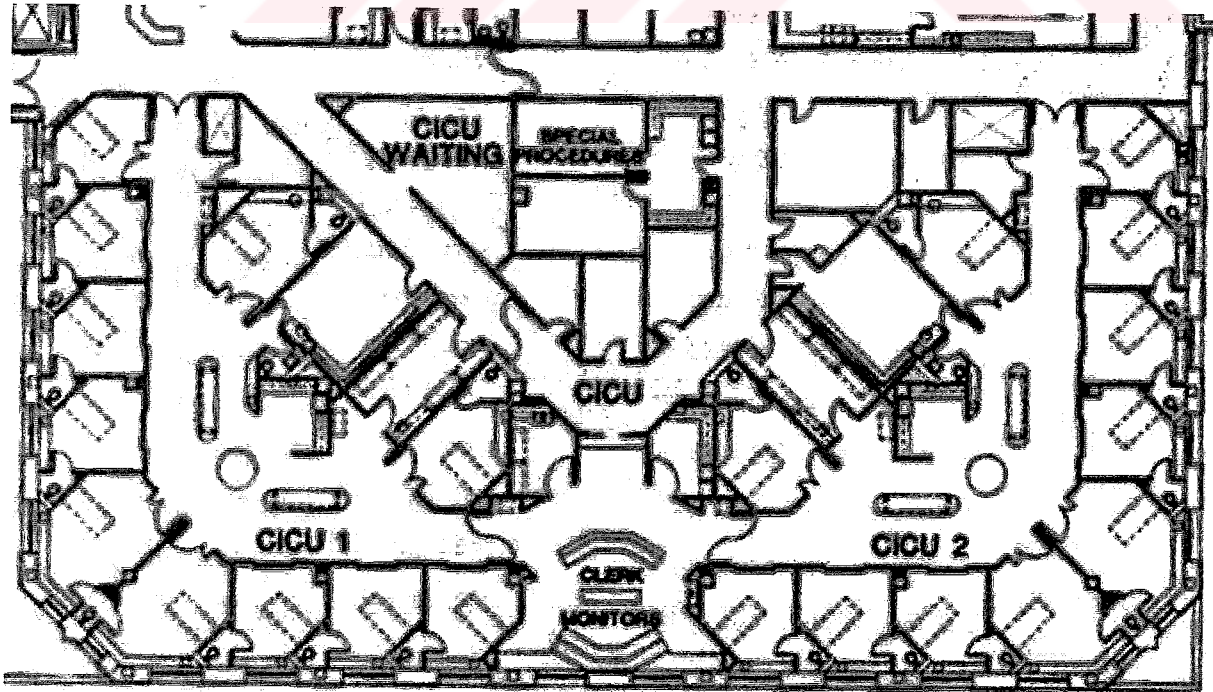 CICU
WAITING
SPECIAL
PROCEDURES
CICU
CICU 1
CICU 2
CLERK
MONITORS